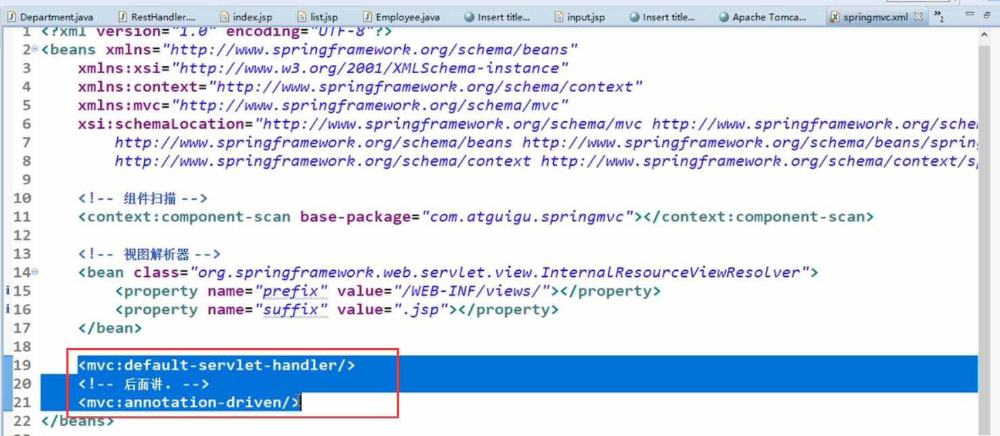 Department.java RestHandler.... index.jsp list.jsp Employee.java Insert title... input.jsp Insert title... Apache Tomca... springmvc.xml »2
1 <?xml version="1.0" encoding="UTF-8"?>
2 <beans xmlns="http://www.springframework.org/schema/beans"
3 xmlns:xsi="http://www.w3.org/2001/XMLSchema-instance"
4 xmlns:context="http://www.springframework.org/schema/context"
5 xmlns:mvc="http://www.springframework.org/schema/mvc"
6 xsi:schemaLocation="http://www.springframework.org/schema/mvc http://www.springframework.org/schem
7 http://www.springframework.org/schema/beans http://www.springframework.org/schema/beans/spring
8 http://www.springframework.org/schema/context http://www.springframework.org/schema/context/sp
9
10 <!-- 组件扫描 -->
11 <context:component-scan base-package="com.atguigu.springmvc"></context:component-scan>
12
13 <!-- 视图解析器 -->
14 <bean class="org.springframework.web.servlet.view.InternalResourceViewResolver">
15 <property name="prefix" value="/WEB-INF/views/"></property>
16 <property name="suffix" value=".jsp"></property>
17 </bean>
18
19 <mvc:default-servlet-handler/>
20 <!-- 后面讲. -->
21 <mvc:annotation-driven/>
22 </beans>